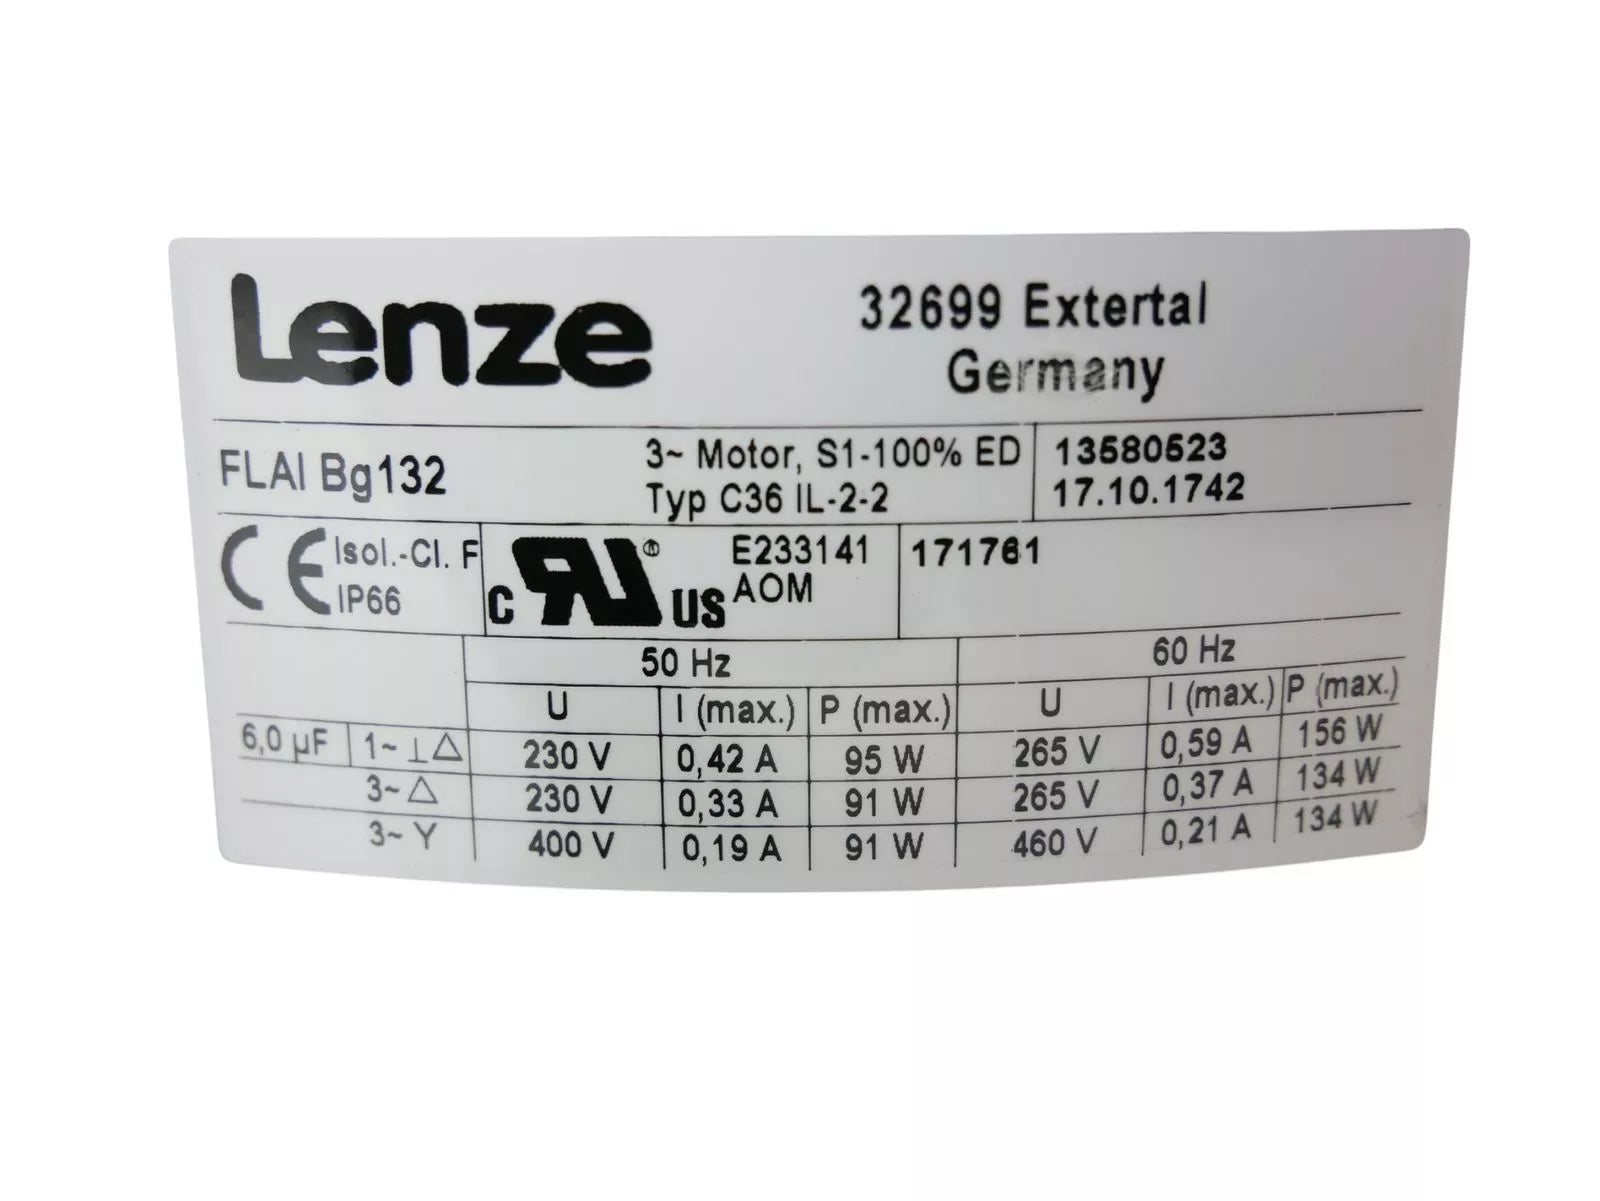 Lenze
32699 Extertal
Germany
FLAI Bg132
3~ Motor, S1-100% ED
Typ C36 IL-2-2
13580523
17.10.1742
CE Isol.-Cl. F
IP66
C RU ® US
E233141
AOM
171761
50 Hz 60 Hz
U I (max.) P (max.) U I (max.) P (max.)
6,0 µF 1~ ⊥△ 230 V 0,42 A 95 W 265 V 0,59 A 156 W
3~ △ 230 V 0,33 A 91 W 265 V 0,37 A 134 W
3~ Y 400 V 0,19 A 91 W 460 V 0,21 A 134 W